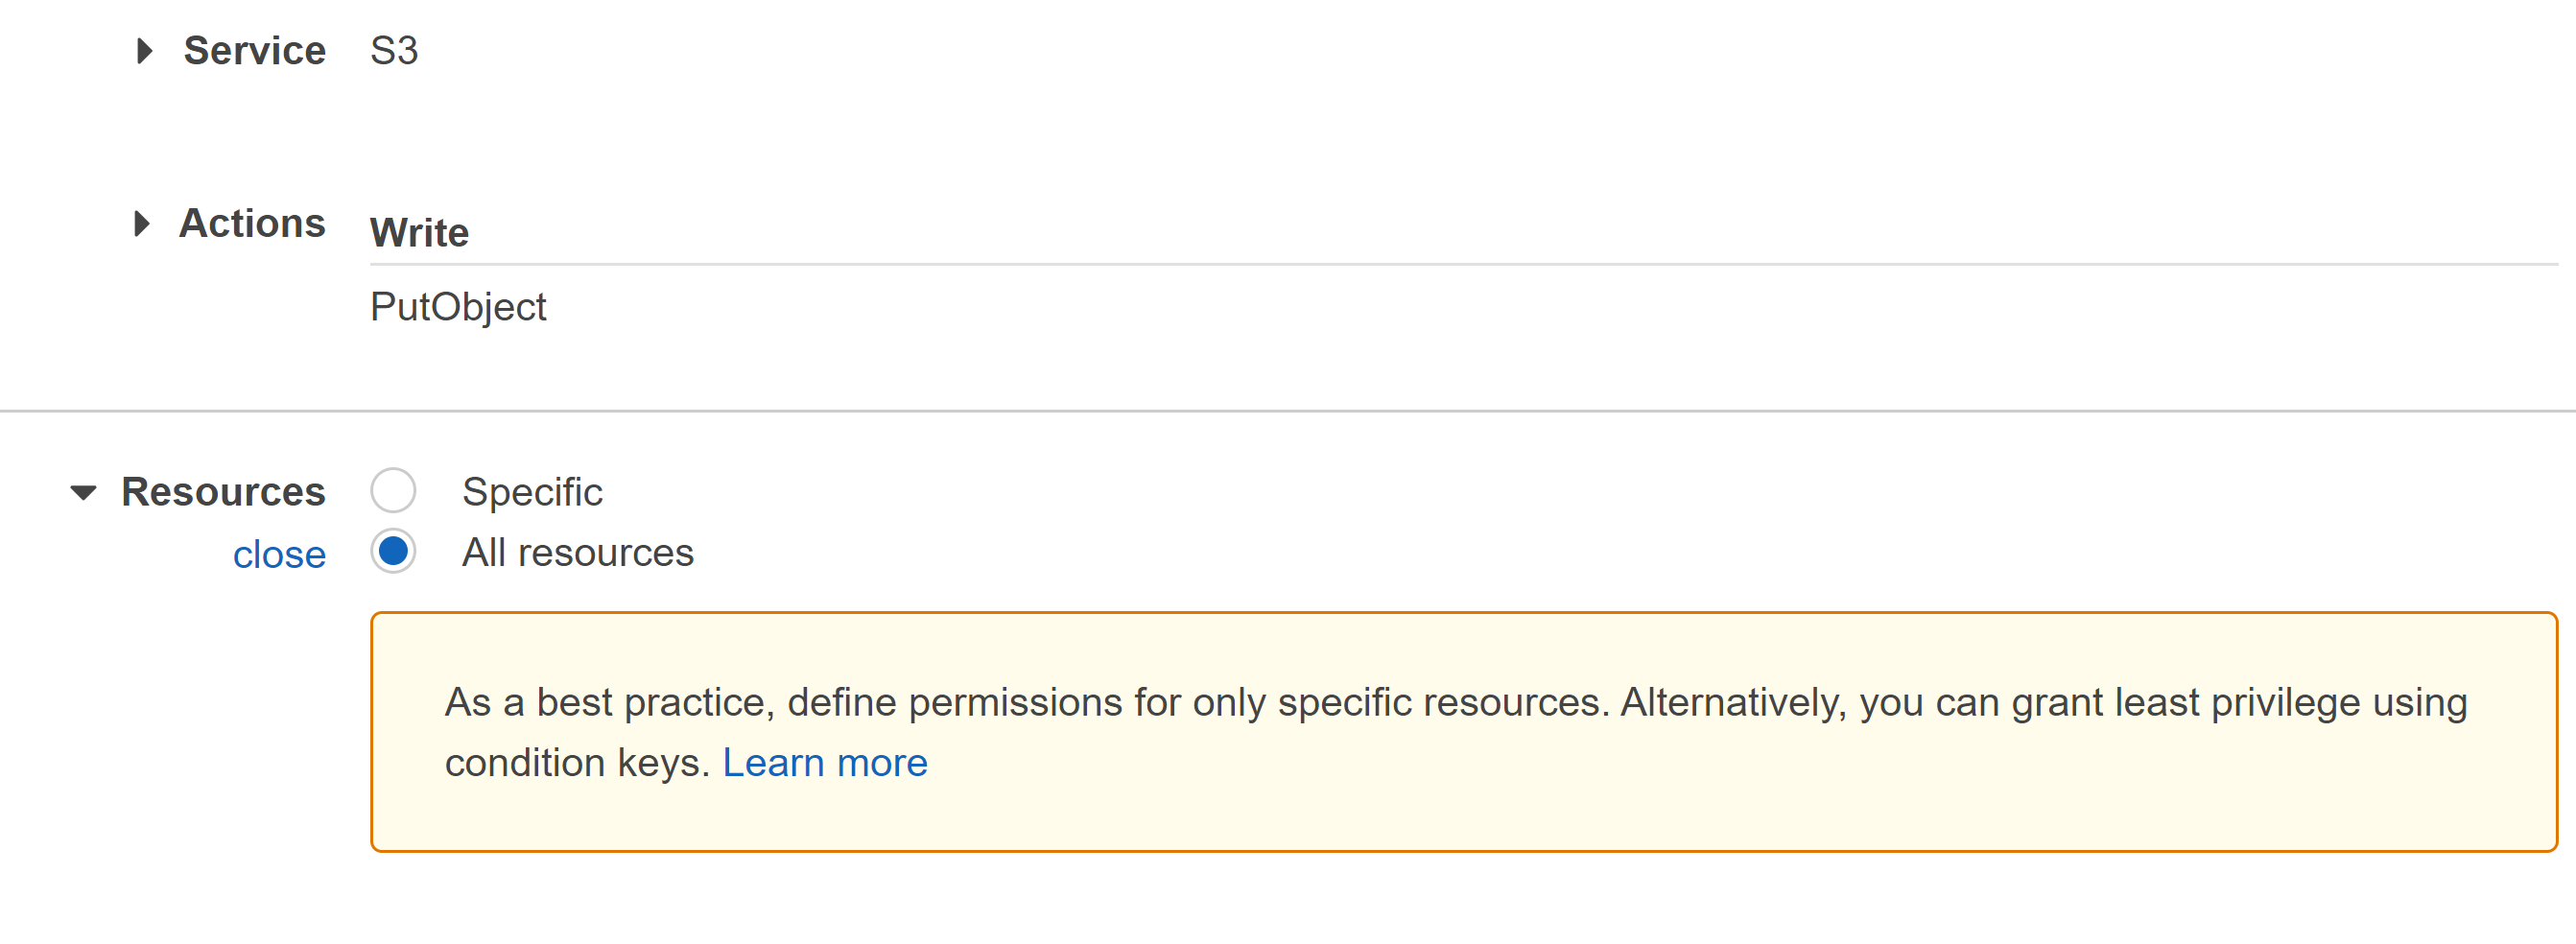 Service S3
Actions Write
PutObject
Resources Specific
close All resources
As a best practice, define permissions for only specific resources. Alternatively, you can grant least privilege using
condition keys. Learn more